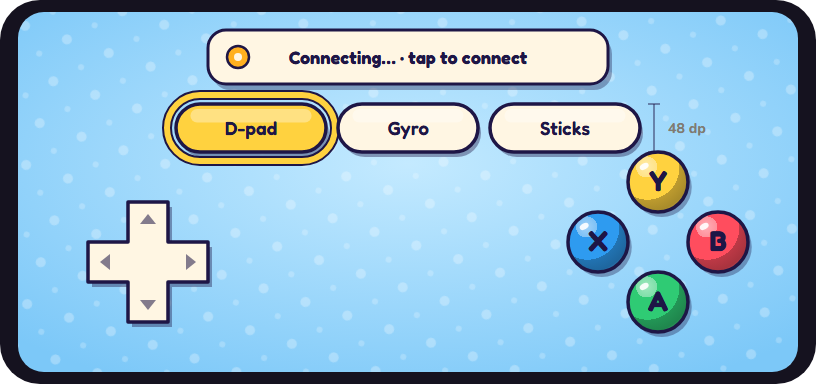 Connecting... · tap to connect
D-pad
Gyro
Sticks
48 dp
Y
X
B
A